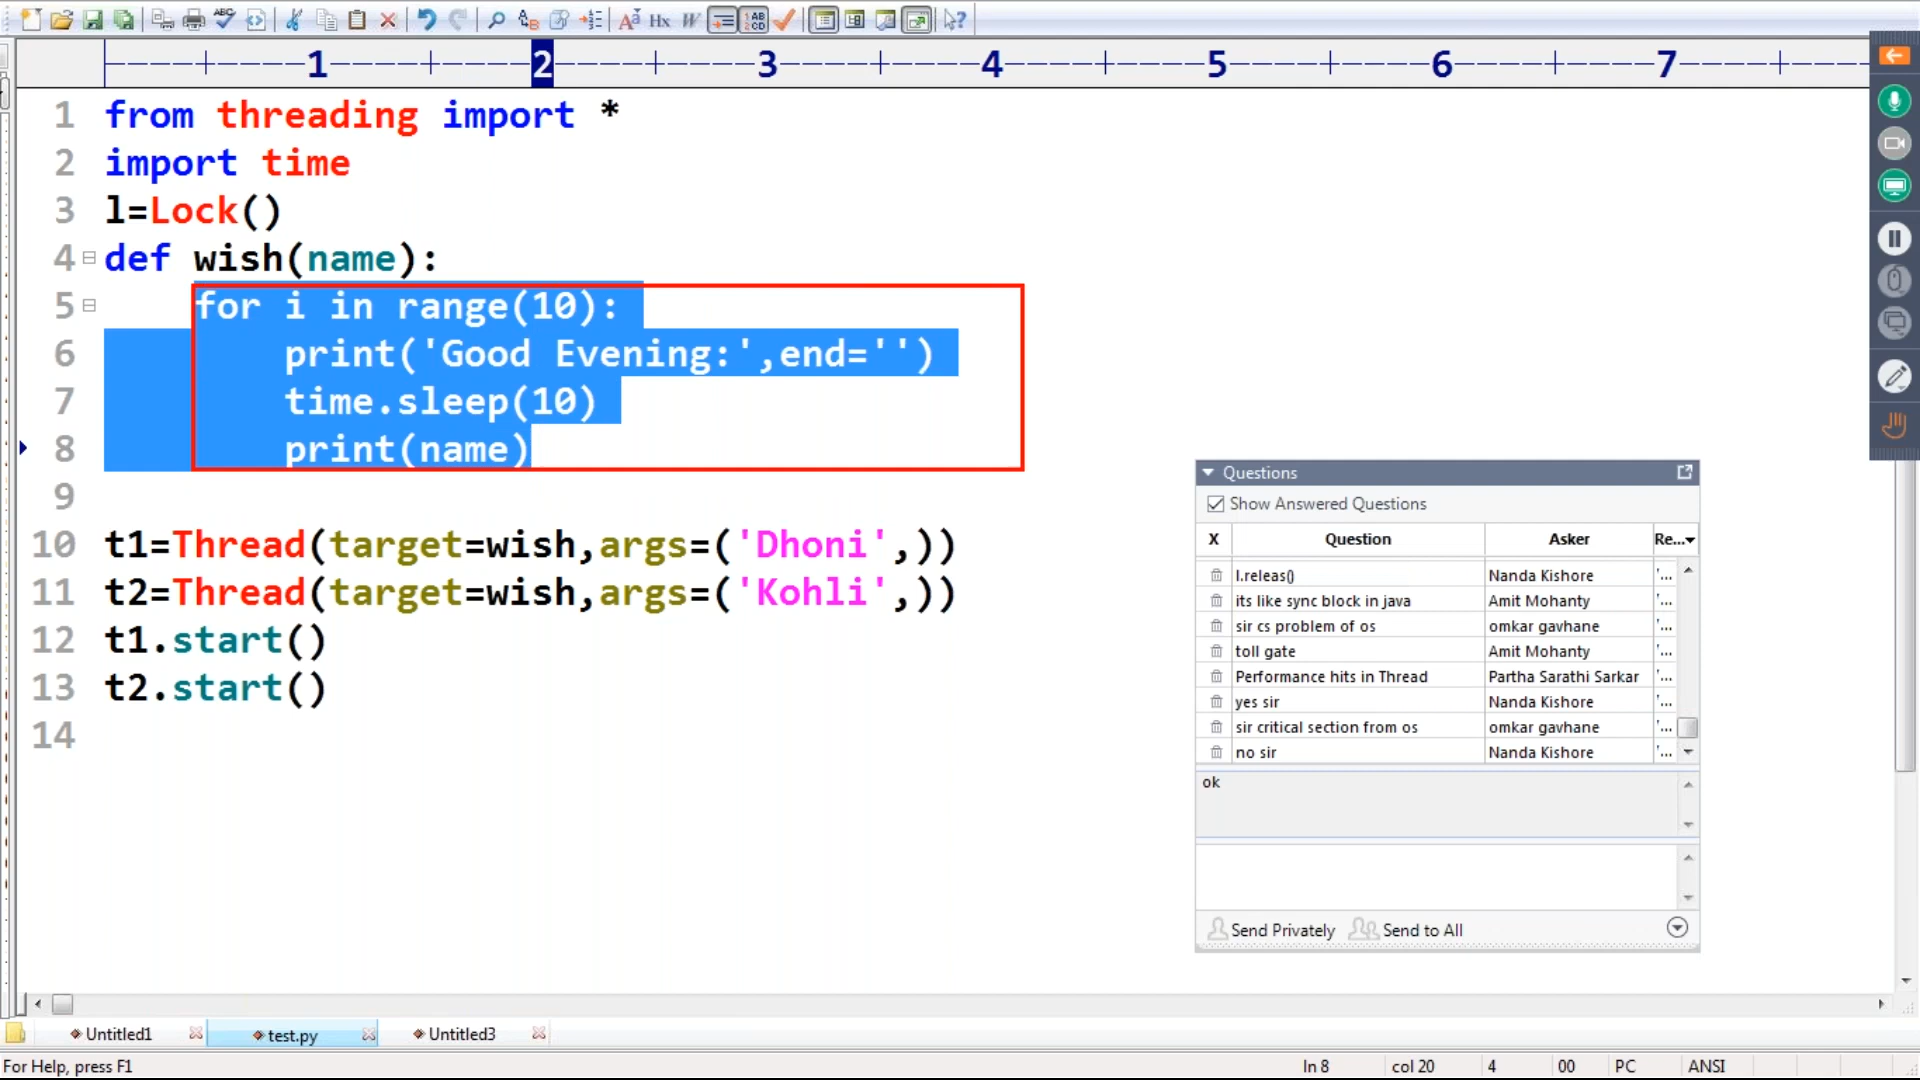 ABC
Hx W AB CD
1 2 3 4 5 6 7
1 from threading import *
2 import time
3 l=Lock()
4 def wish(name):
5 for i in range(10):
6 print('Good Evening:',end='')
7 time.sleep(10)
8 print(name)
9
10 t1=Thread(target=wish,args=('Dhoni',))
11 t2=Thread(target=wish,args=('Kohli',))
12 t1.start()
13 t2.start()
14
Questions
Show Answered Questions
X Question Asker Re...
l.releas() Nanda Kishore '...
its like sync block in java Amit Mohanty '...
sir cs problem of os omkar gavhane '...
toll gate Amit Mohanty '...
Performance hits in Thread Partha Sarathi Sarkar '...
yes sir Nanda Kishore '...
sir critical section from os omkar gavhane '...
no sir Nanda Kishore '...
ok
Send Privately Send to All
Untitled1 test.py Untitled3
For Help, press F1 ln 8 col 20 4 00 PC ANSI